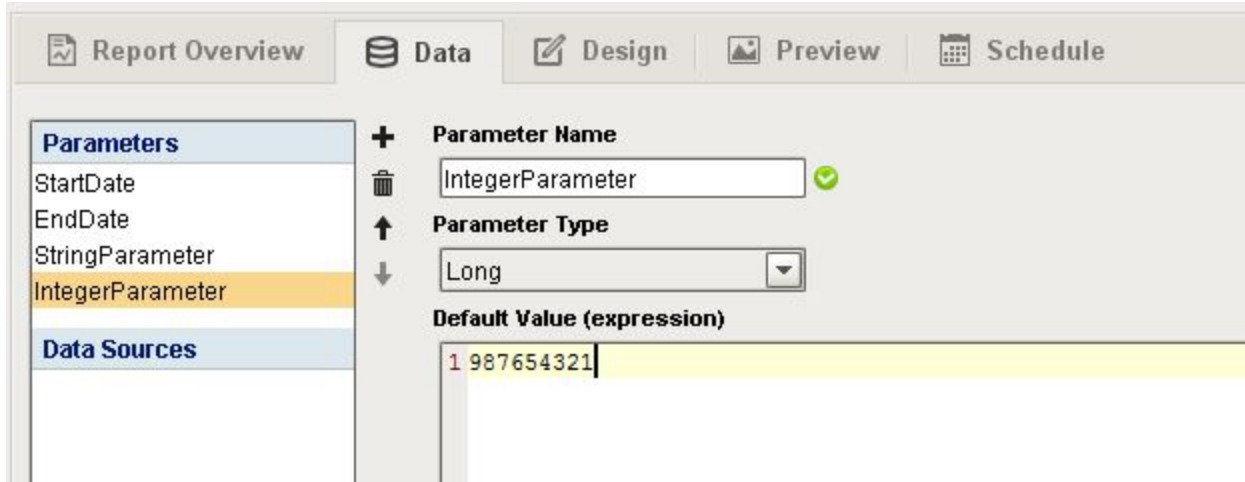 Report Overview Data Design Preview Schedule
Parameters
StartDate
EndDate
StringParameter
IntegerParameter
Data Sources
Parameter Name
IntegerParameter
Parameter Type
Long
Default Value (expression)
1 987654321